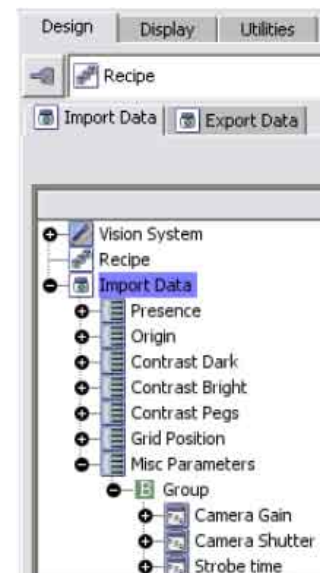 Design Display Utilities
Recipe
Import Data Export Data
Vision System
Recipe
Import Data
Presence
Origin
Contrast Dark
Contrast Bright
Contrast Pegs
Grid Position
Misc Parameters
B Group
Camera Gain
Camera Shutter
Strobe time